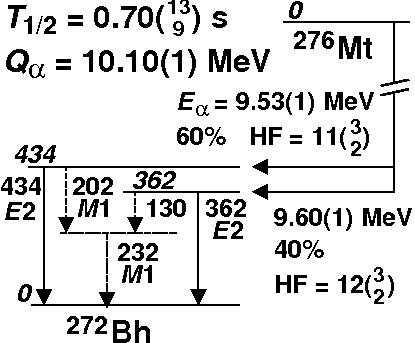 T1/2 = 0.70(13 9) s
0
276Mt
Qα = 10.10(1) MeV
Eα = 9.53(1) MeV
60% HF = 11(3 2)
434
434
E2
202
M1
362
130
362
E2
9.60(1) MeV
40%
HF = 12(3 2)
232
M1
0
272Bh